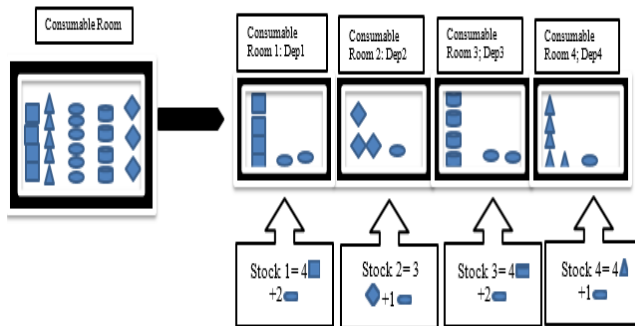 Consumable Room
Consumable
Room 1: Dep1
Consumable
Room 2: Dep2
Consumable
Room 3; Dep3
Consumable
Room 4; Dep4
Stock 1= 4
+2
Stock 2= 3
+1
Stock 3= 4
+2
Stock 4= 4
+1